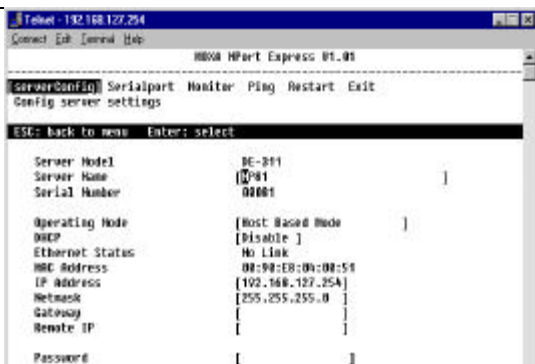 Telnet - 192.168.127.254
Connect Edit Terminal Help
MOXA NPort Express V1.01
serverConfig Serialport Monitor Ping Restart Exit
Config server settings
ESC: back to menu Enter: select
Server Model DE-311
Server Name [NP01 ]
Serial Number 00081
Operating Mode [Host Based Mode ]
DHCP [Disable ]
Ethernet Status No Link
MAC Address 00:90:E8:04:00:51
IP Address [192.168.127.254]
Netmask [255.255.255.0 ]
Gateway [ ]
Remote IP [ ]
Password [ ]